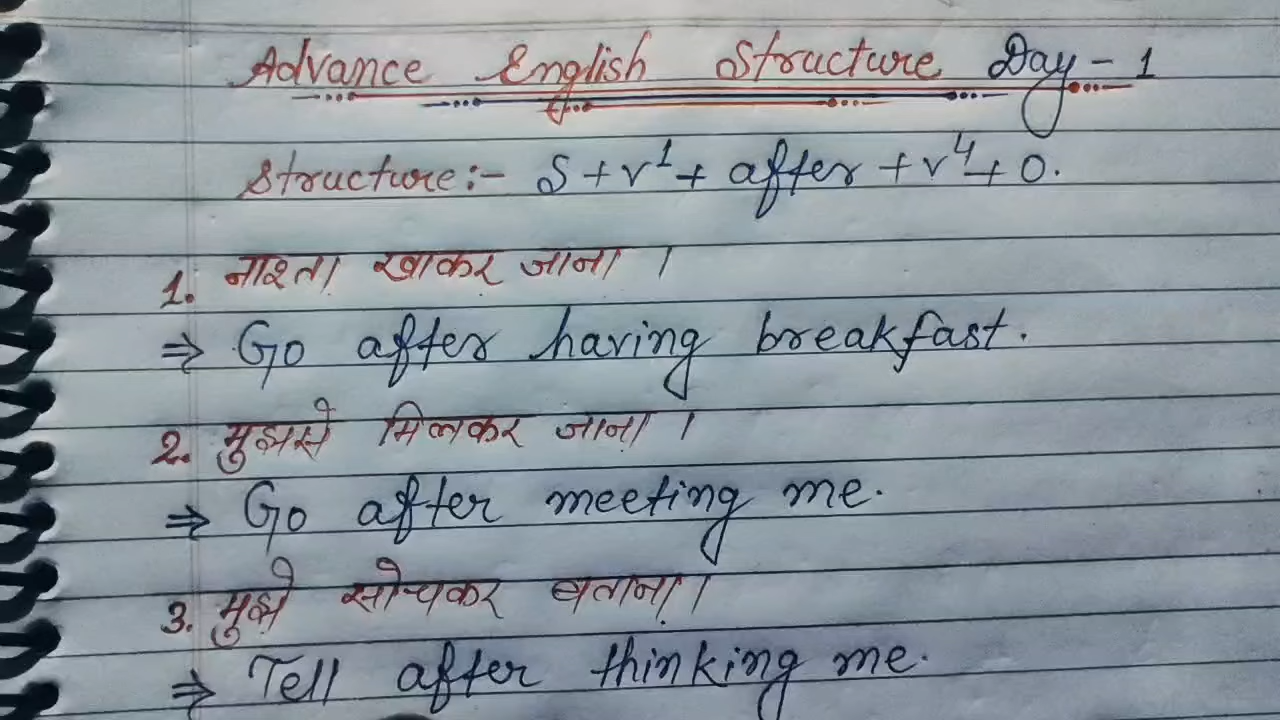 Advance English Structure Day - 1
Structure:- S + v¹ + after + v⁴ + O.
1. नाश्ता खाकर जाना ।
⇒ Go after having breakfast.
2. मुझसे मिलकर जाना ।
⇒ Go after meeting me.
3. मुझे सोचकर बताना ।
⇒ Tell after thinking me.